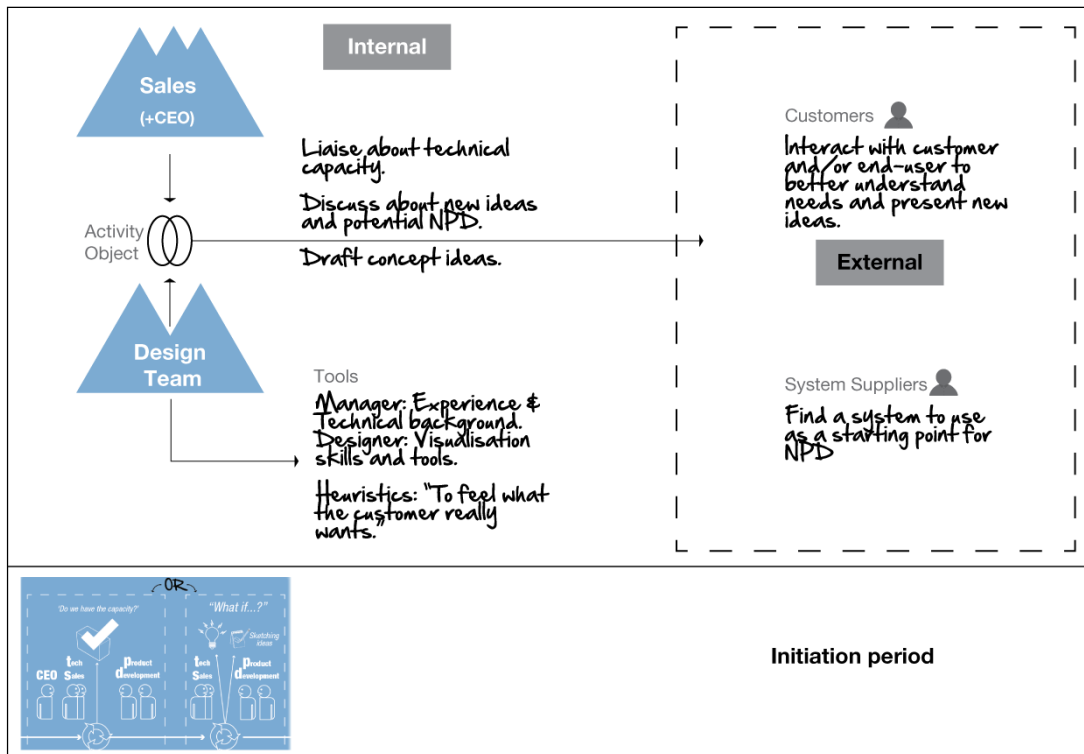 Internal
Sales
(+CEO)
Customers
Interact with customer
and/or end-user to
better understand
needs and present new
ideas.
Liaise about technical
capacity.
Discuss about new ideas
and potential NPD.
Draft concept ideas.
Activity
Object
External
Design
Team
Tools
Manager: Experience &
Technical background.
Designer: Visualisation
skills and tools.
Heuristics: "To feel what
the customer really
wants."
System Suppliers
Find a system to use
as a starting point for
NPD
OR
'Do we have the capacity?'
"What if...?"
Sketching
ideas
CEO
tech
Sales
product
development
tech
Sales
product
development
Initiation period